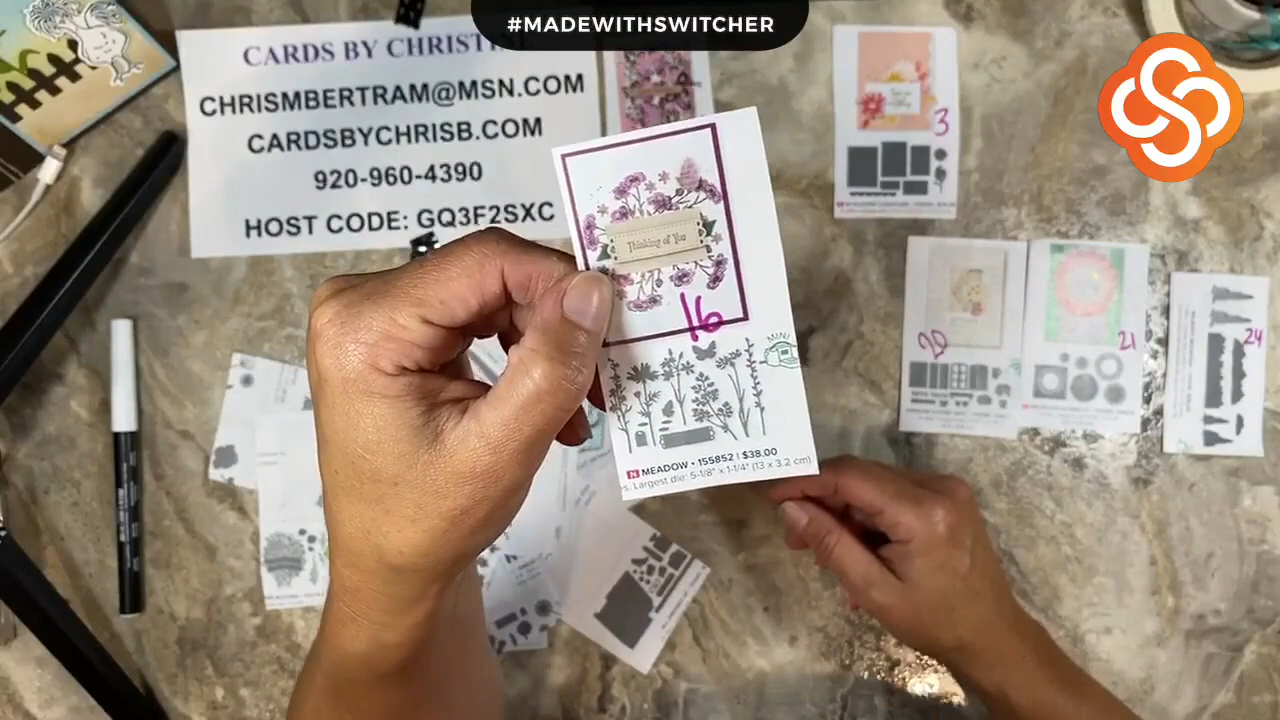 #MADEWITHSWITCHER
CARDS BY CHRISTI
CHRISMBERTRAM@MSN.COM
CARDSBYCHRISB.COM
920-960-4390
HOST CODE: GQ3F2SXC
Thinking of You
16
MINI
MEADOW • 155852 | $38.00
es. Largest die: 5-1/8" x 1-1/4" (13 x 3.2 cm)
3
20
21
24